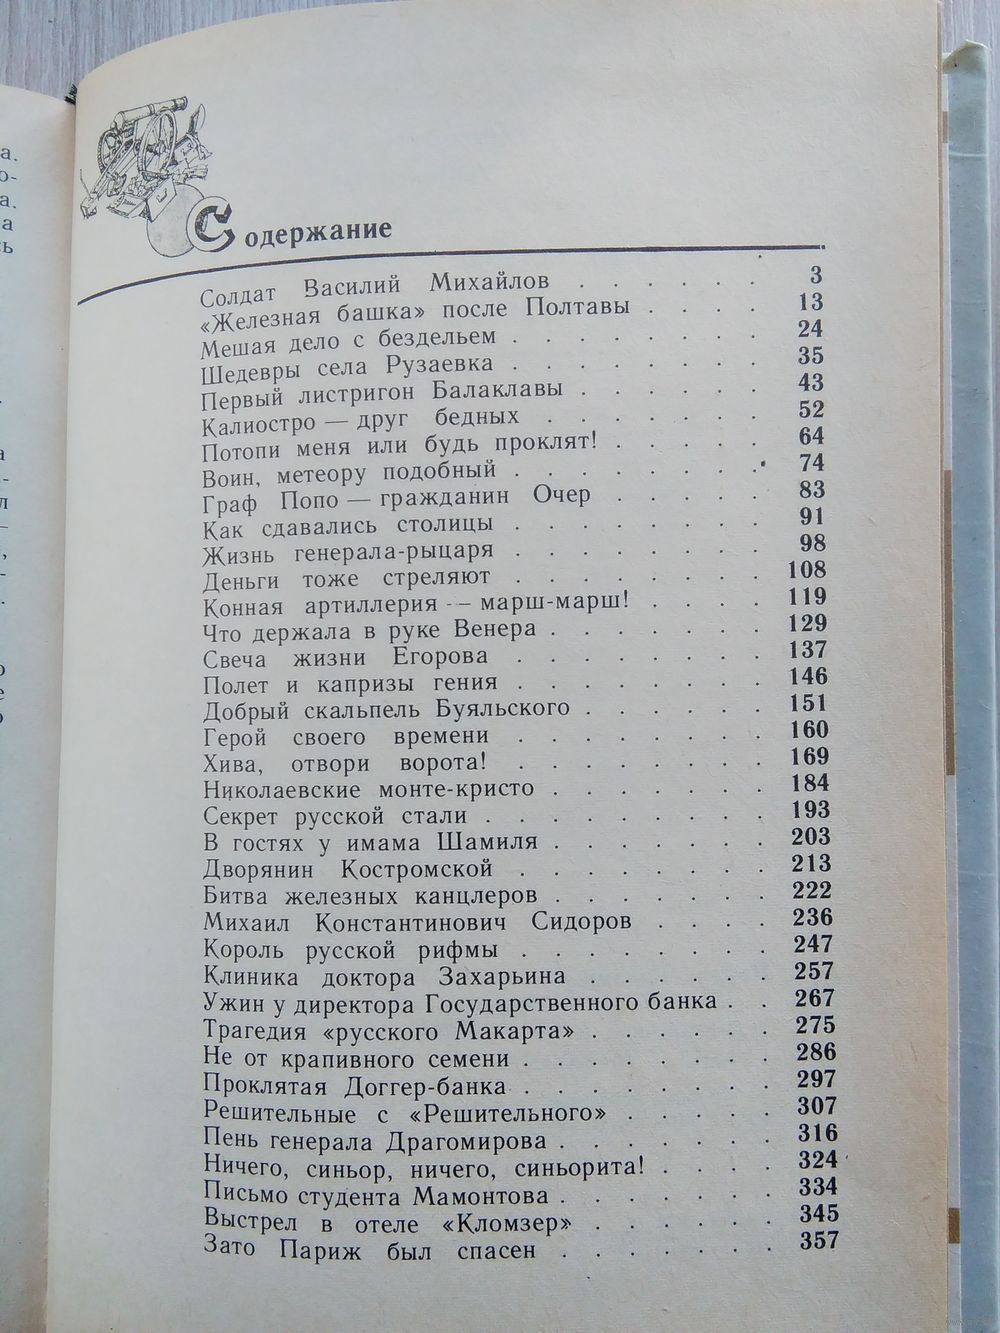 а.
о-
а.
а
сь
Содержание
Солдат Василий Михайлов . . . . . . 3
«Железная башка» после Полтавы . . . . 13
Мешая дело с бездельем . . . . . . . . 24
Шедевры села Рузаевка . . . . . . . . 35
Первый листригон Балаклавы . . . . . . 43
Калиостро — друг бедных . . . . . . . 52
Потопи меня или будь проклят! . . . . . 64
Воин, метеору подобный . . . . . . . . 74
Граф Попо — гражданин Очер . . . . . 83
Как сдавались столицы . . . . . . . . 91
Жизнь генерала-рыцаря . . . . . . . . 98
Деньги тоже стреляют . . . . . . . . 108
Конная артиллерия — марш-марш! . . . . 119
Что держала в руке Венера . . . . . . . 129
Свеча жизни Егорова . . . . . . . . 137
Полет и капризы гения . . . . . . . . 146
Добрый скальпель Буяльского . . . . . . 151
Герой своего времени . . . . . . . . 160
Хива, отвори ворота! . . . . . . . . 169
Николаевские монте-кристо . . . . . . . 184
Секрет русской стали . . . . . . . . . 193
В гостях у имама Шамиля . . . . . . . 203
Дворянин Костромской . . . . . . . . 213
Битва железных канцлеров . . . . . . . 222
Михаил Константинович Сидоров . . . . 236
Король русской рифмы . . . . . . . . 247
Клиника доктора Захарьина . . . . . . 257
Ужин у директора Государственного банка . . 267
Трагедия «русского Макарта» . . . . . . 275
Не от крапивного семени . . . . . . . . 286
Проклятая Доггер-банка . . . . . . . . 297
Решительные с «Решительного» . . . . . 307
Пень генерала Драгомирова . . . . . . . 316
Ничего, синьор, ничего, синьорита! . . . . 324
Письмо студента Мамонтова . . . . . . . 334
Выстрел в отеле «Кломзер» . . . . . . 345
Зато Париж был спасен . . . . . . . 357